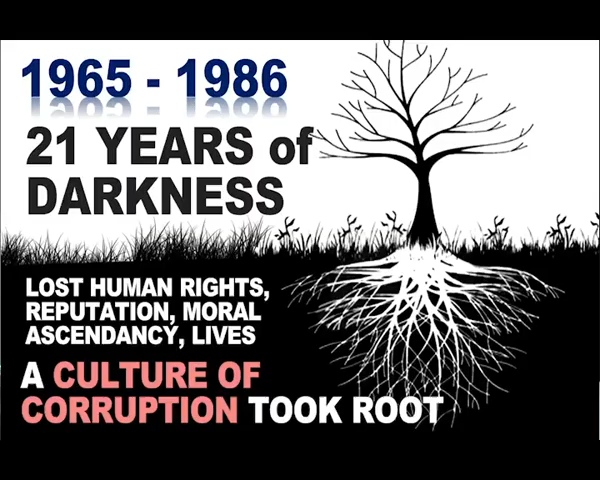 1965 - 1986
21 YEARS of
DARKNESS
LOST HUMAN RIGHTS,
REPUTATION, MORAL
ASCENDANCY, LIVES
A CULTURE OF
CORRUPTION TOOK ROOT